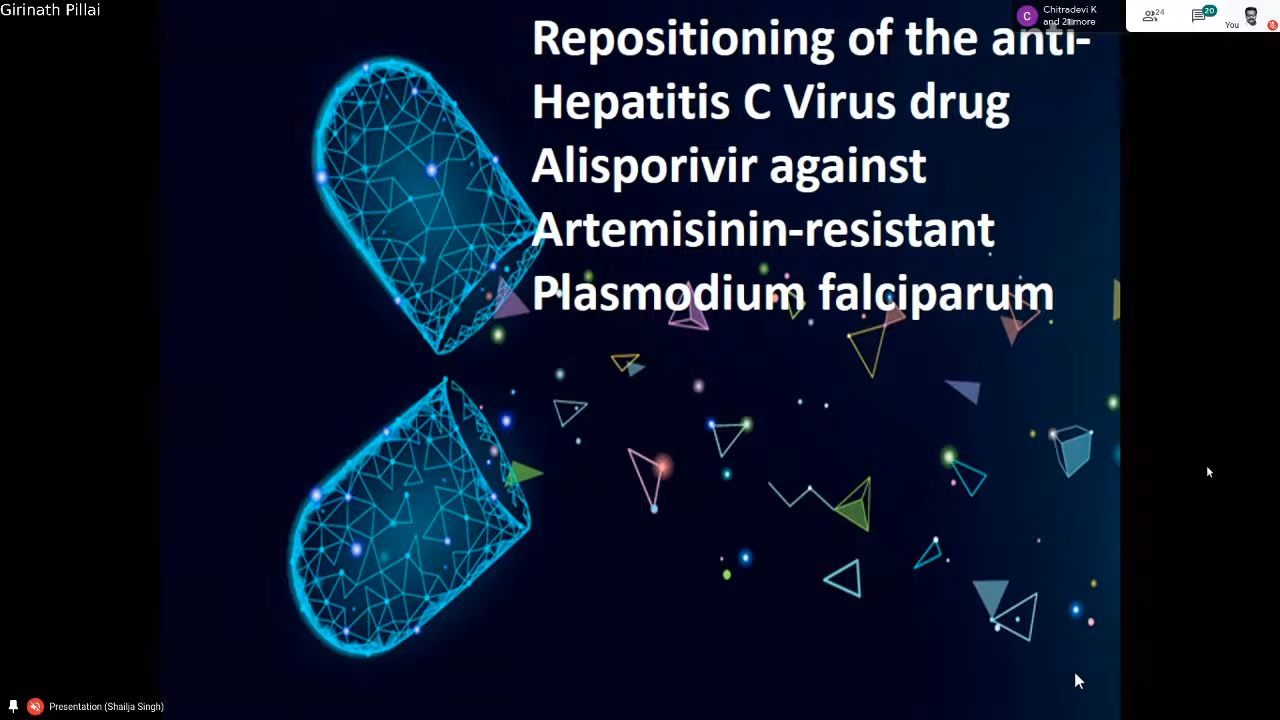 Girinath Pillai
Chitradevi K
and 21 more
24
20
You
C
Repositioning of the anti-
Hepatitis C Virus drug
Alisporivir against
Artemisinin-resistant
Plasmodium falciparum
Presentation (Shailja Singh)